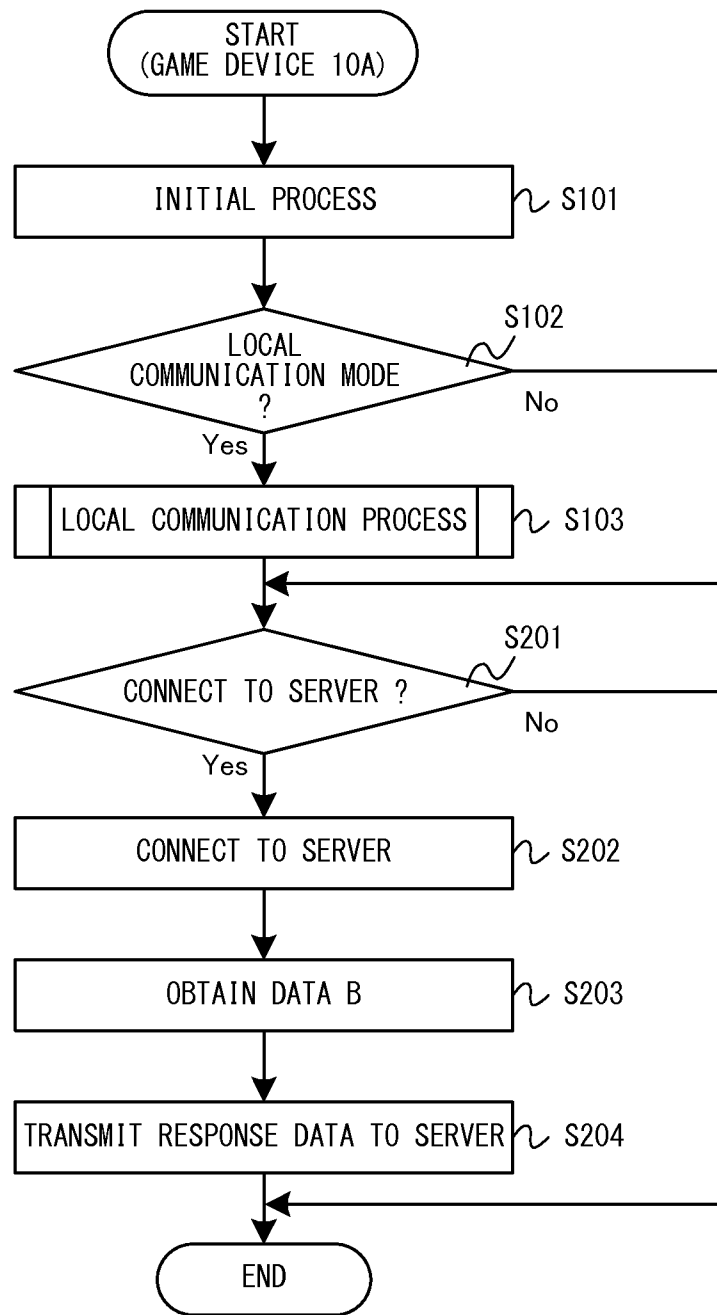 START
(GAME DEVICE 10A)
INITIAL PROCESS
S101
LOCAL
COMMUNICATION MODE
?
S102
No
Yes
LOCAL COMMUNICATION PROCESS
S103
CONNECT TO SERVER ?
S201
No
Yes
CONNECT TO SERVER
S202
OBTAIN DATA B
S203
TRANSMIT RESPONSE DATA TO SERVER
S204
END